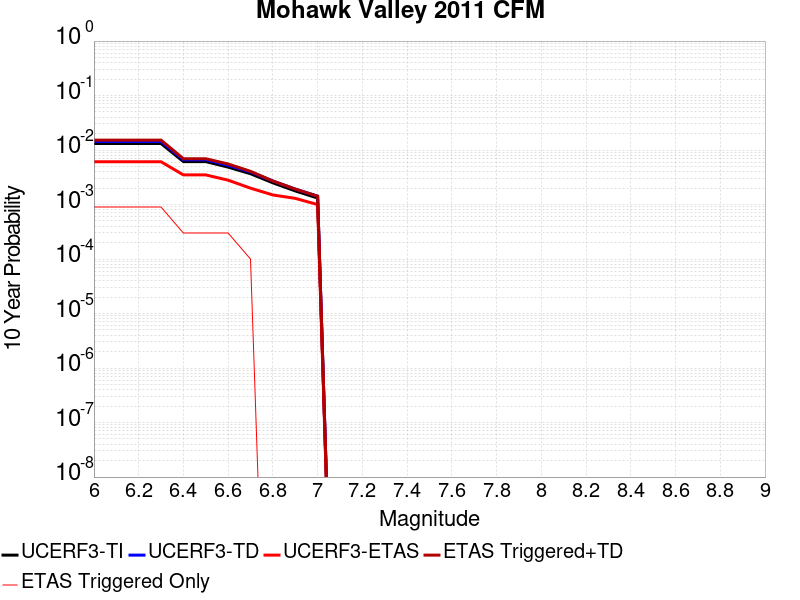 Mohawk Valley 2011 CFM
10 0
10 -1
10 -2
10 -3
10 -4
10 -5
10 -6
10 -7
10 -8
10 Year Probability
6 6.2 6.4 6.6 6.8 7 7.2 7.4 7.6 7.8 8 8.2 8.4 8.6 8.8 9
Magnitude
UCERF3-TI UCERF3-TD UCERF3-ETAS ETAS Triggered+TD
ETAS Triggered Only